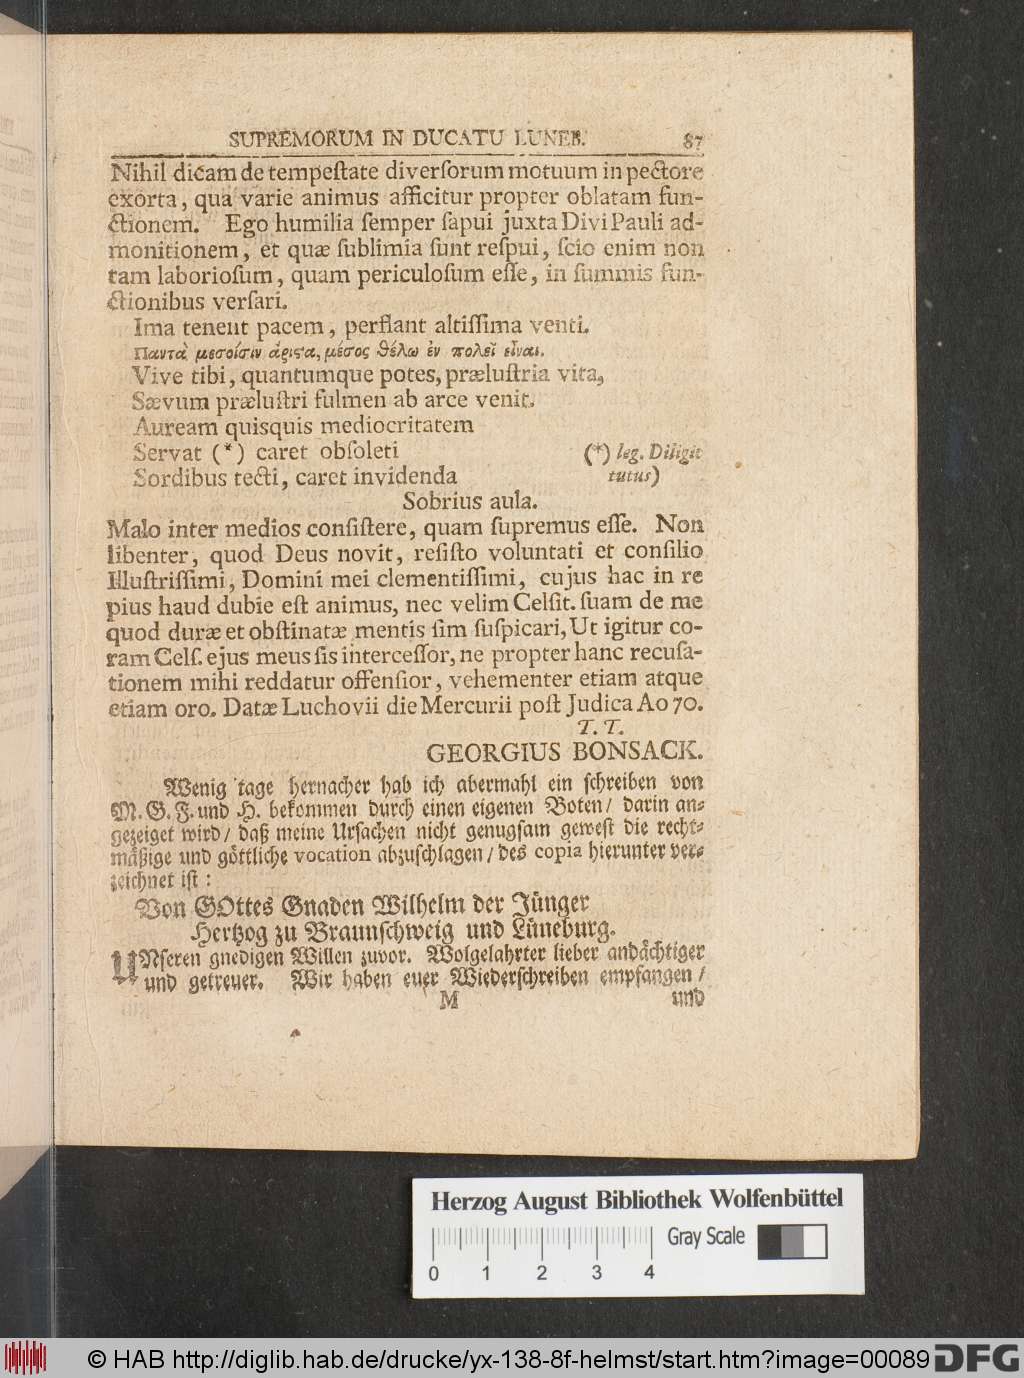 SUPREMORUM IN DUCATU LUNEB. 87
Nihil dicam de tempeſtate diverſorum motuum in pectore
exorta, qua varie animus afficitur propter oblatam fun-
ctionem. Ego humilia ſemper ſapui juxta Divi Pauli ad-
monitionem, et quæ ſublimia ſunt reſpui, ſcio enim non
tam laborioſum, quam periculoſum eſſe, in ſummis fun-
ctionibus verſari.
Ima tenent pacem, perflant altiſſima venti.
Παντὰ μεσοίσιν ἄριϛα, μέσος θέλω ἐν πολεῖ εἶναι.
Vive tibi, quantumque potes, præluſtria vita,
Sævum præluſtri fulmen ab arce venit.
Auream quisquis mediocritatem
Servat (*) caret obſoleti (*) leg. Diligit
Sordibus tecti, caret invidenda tutus)
Sobrius aula.
Malo inter medios conſiſtere, quam ſupremus eſſe. Non
libenter, quod Deus novit, reſiſto voluntati et conſilio
Illuſtriſſimi, Domini mei clementiſſimi, cujus hac in re
pius haud dubie eſt animus, nec velim Celſit. ſuam de me
quod duræ et obſtinatæ mentis ſim ſuſpicari, Ut igitur co-
ram Celſ. ejus meus sis interceſſor, ne propter hanc recuſa-
tionem mihi reddatur offenſior, vehementer etiam atque
etiam oro. Datæ Luchovii die Mercurii poſt Judica Ao 70.
T. T.
GEORGIUS BONSACK.
Wenig tage hernacher hab ich abermahl ein ſchreiben von
M. G. F. und H. bekommen durch einen eigenen Boten/ darin an-
gezeiget wird/ daß meine Urſachen nicht genugſam geweſt die recht-
mäßige und göttliche vocation abzuſchlagen/ des copia hierunter ver-
zeichnet iſt:
Von GOttes Gnaden Wilhelm der Jünger
Hertzog zu Braunſchweig und Lüneburg.
UNſeren gnedigen Willen zuvor. Wolgelahrter lieber andächtiger
und getreuer. Wir haben euer Wiederſchreiben empfangen/
M und
Herzog August Bibliothek Wolfenbüttel
Gray Scale
0 1 2 3 4
© HAB http://diglib.hab.de/drucke/yx-138-8f-helmst/start.htm?image=00089 DFG